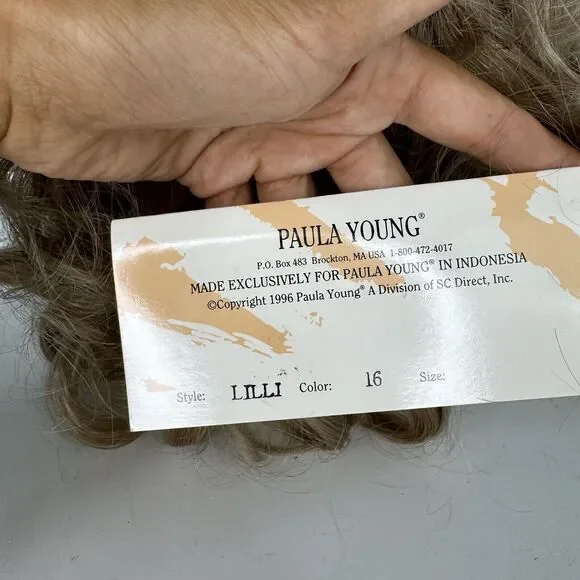 PAULA YOUNG®
P.O. Box 483 Brockton, MA USA 1-800-472-4017
MADE EXCLUSIVELY FOR PAULA YOUNG® IN INDONESIA
©Copyright 1996 Paula Young® A Division of SC Direct, Inc.
Style: LILLI Color: 16 Size: